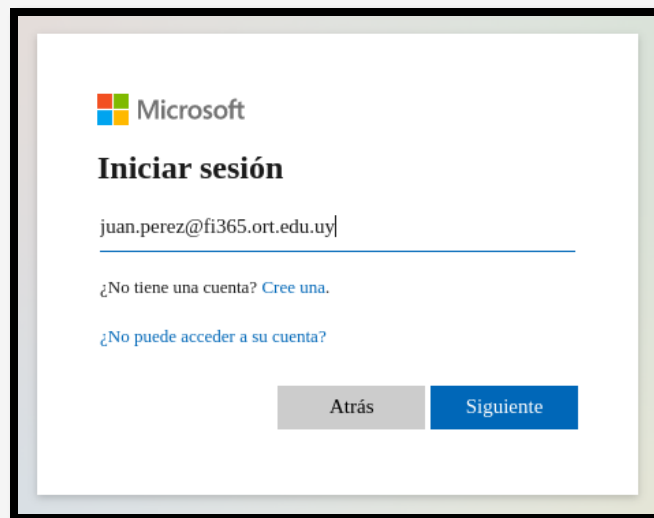 Microsoft
Iniciar sesión
juan.perez@fi365.ort.edu.uy
¿No tiene una cuenta? Cree una.
¿No puede acceder a su cuenta?
Atrás Siguiente